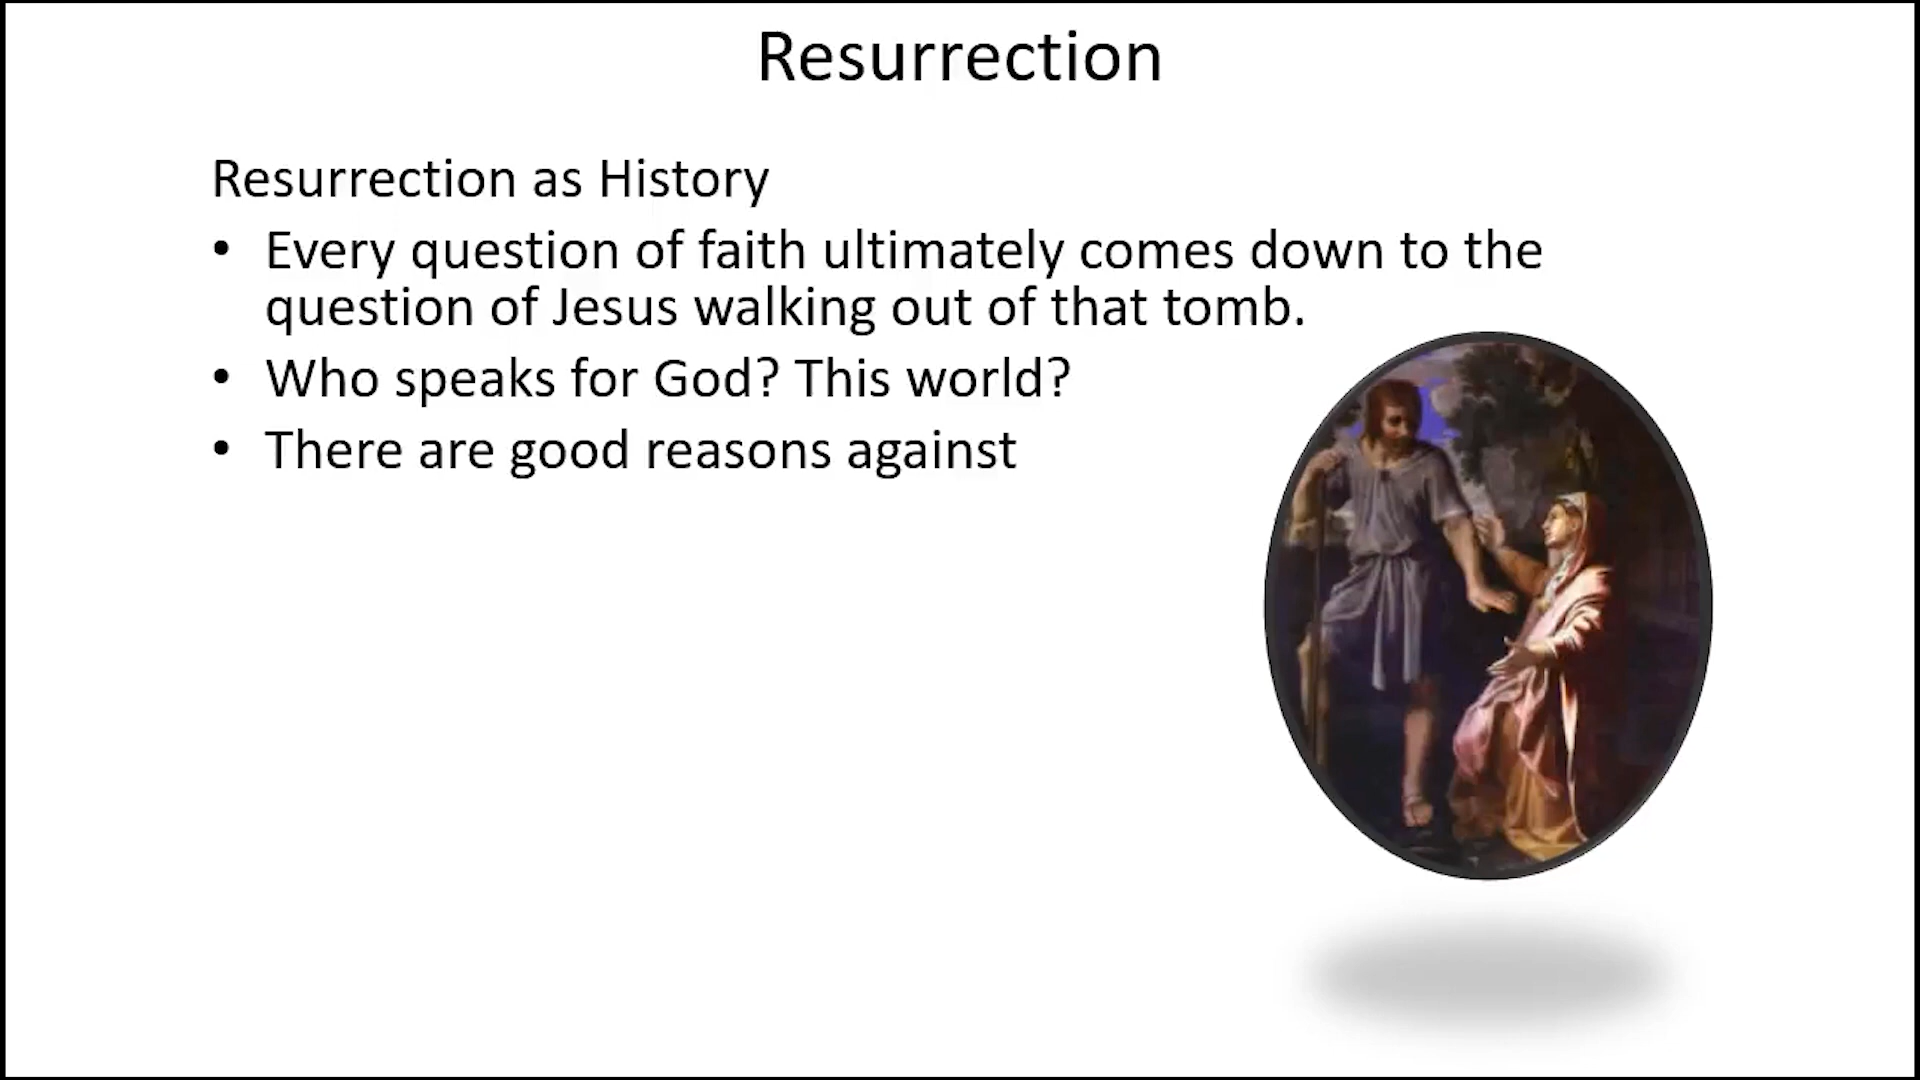 Resurrection
Resurrection as History
• Every question of faith ultimately comes down to the
question of Jesus walking out of that tomb.
• Who speaks for God? This world?
• There are good reasons against